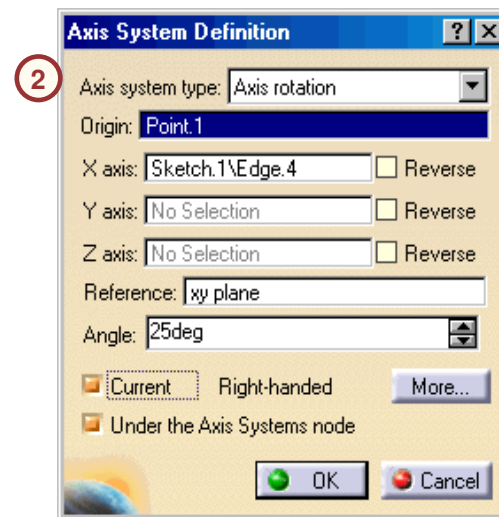 Axis System Definition ? X
2
Axis system type: Axis rotation
Origin: Point.1
X axis: Sketch.1\Edge.4 Reverse
Y axis: No Selection Reverse
Z axis: No Selection Reverse
Reference: xy plane
Angle: 25deg
Current Right-handed More...
Under the Axis Systems node
OK Cancel